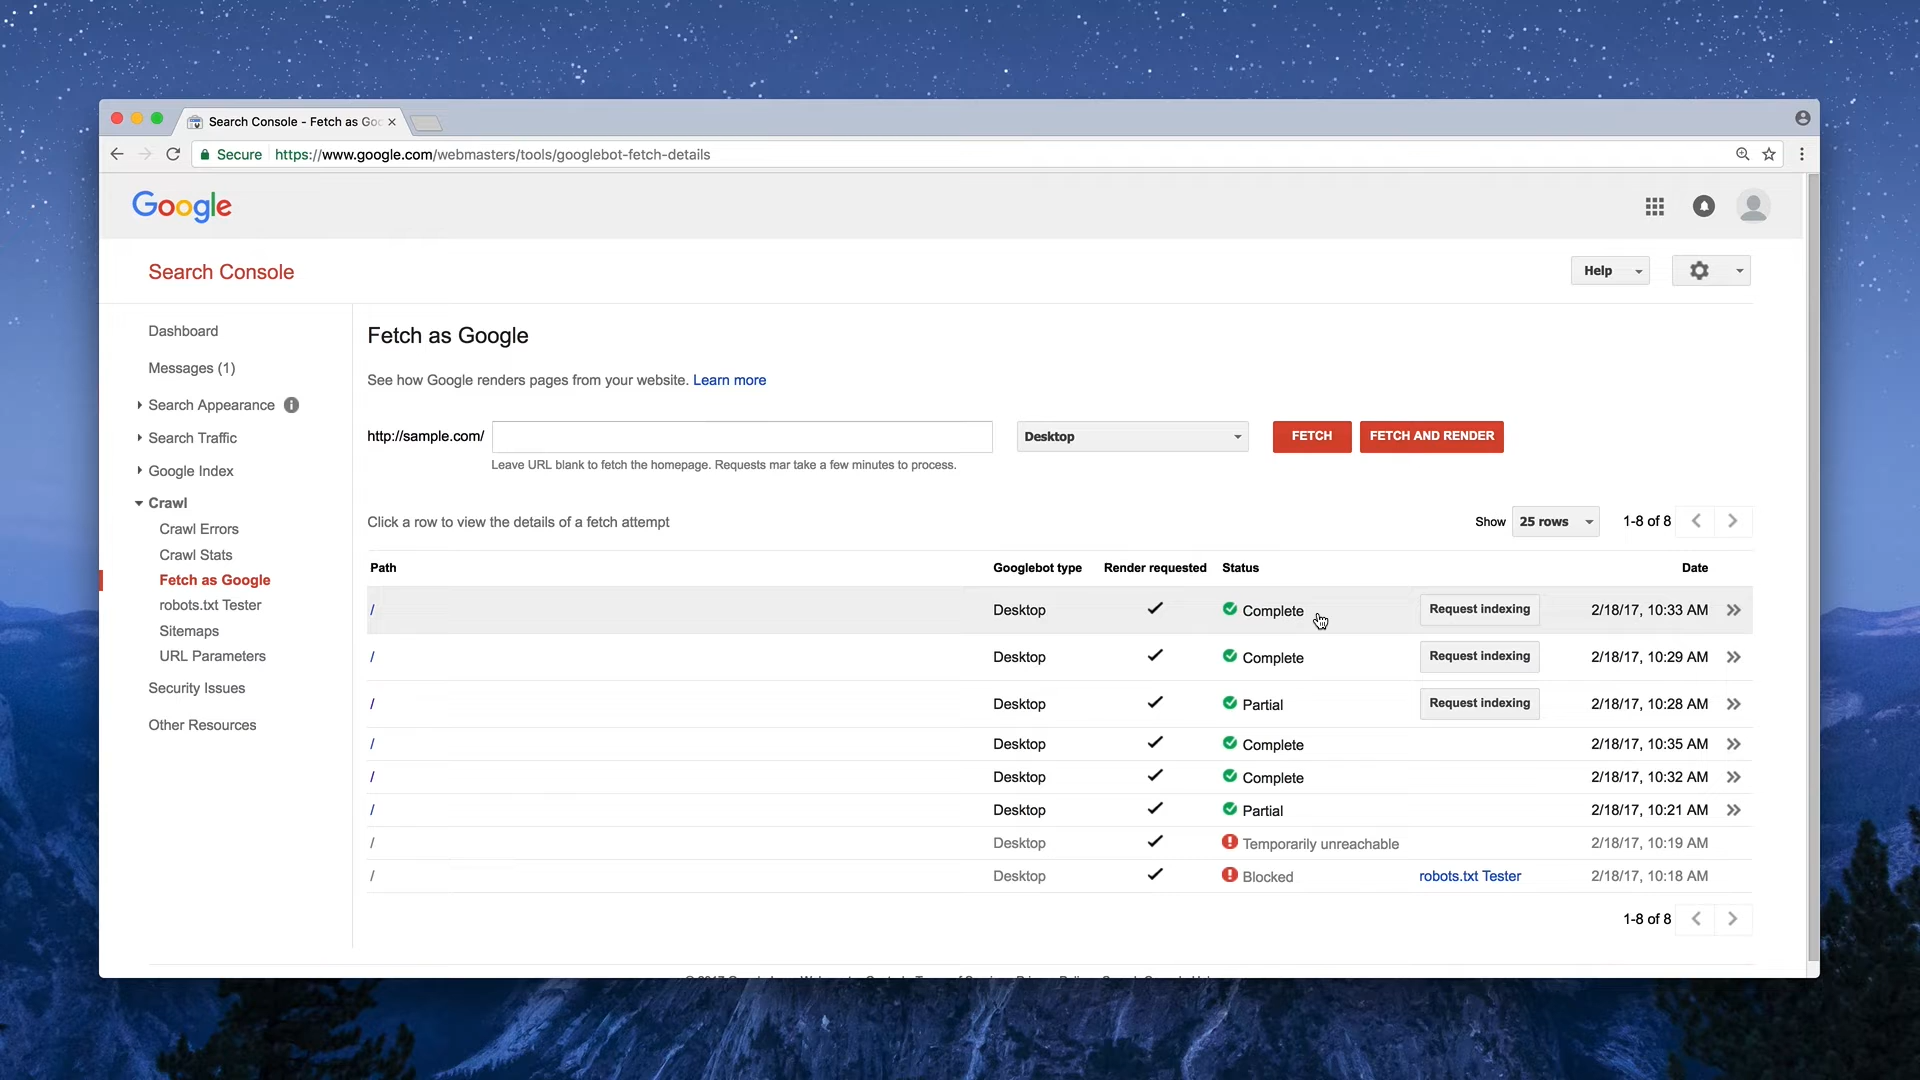 Search Console - Fetch as Goo
Secure https://www.google.com/webmasters/tools/googlebot-fetch-details
Google
Search Console
Help
Dashboard
Messages (1)
Search Appearance
Search Traffic
Google Index
Crawl
Crawl Errors
Crawl Stats
Fetch as Google
robots.txt Tester
Sitemaps
URL Parameters
Security Issues
Other Resources
Fetch as Google
See how Google renders pages from your website. Learn more
http://sample.com/ Desktop FETCH FETCH AND RENDER
Leave URL blank to fetch the homepage. Requests mar take a few minutes to process.
Click a row to view the details of a fetch attempt Show 25 rows 1-8 of 8
Path Googlebot type Render requested Status Date
/ Desktop Complete Request indexing 2/18/17, 10:33 AM
/ Desktop Complete Request indexing 2/18/17, 10:29 AM
/ Desktop Partial Request indexing 2/18/17, 10:28 AM
/ Desktop Complete 2/18/17, 10:35 AM
/ Desktop Complete 2/18/17, 10:32 AM
/ Desktop Partial 2/18/17, 10:21 AM
/ Desktop Temporarily unreachable 2/18/17, 10:19 AM
/ Desktop Blocked robots.txt Tester 2/18/17, 10:18 AM
1-8 of 8